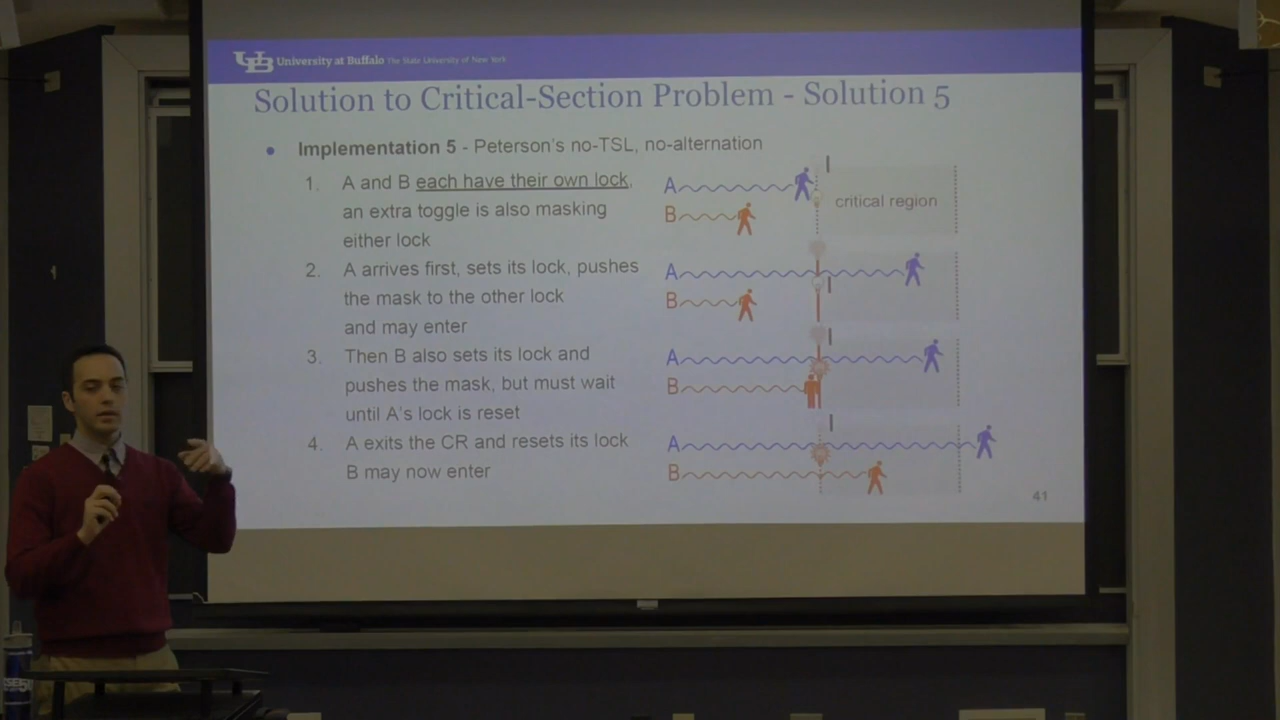 UB University at Buffalo The State University of New York
Solution to Critical-Section Problem - Solution 5
• Implementation 5 - Peterson's no-TSL, no-alternation
1. A and B each have their own lock,
an extra toggle is also masking
either lock
2. A arrives first, sets its lock, pushes
the mask to the other lock
and may enter
3. Then B also sets its lock and
pushes the mask, but must wait
until A's lock is reset
4. A exits the CR and resets its lock
B may now enter
A
B
critical region
A
B
A
B
A
B
41